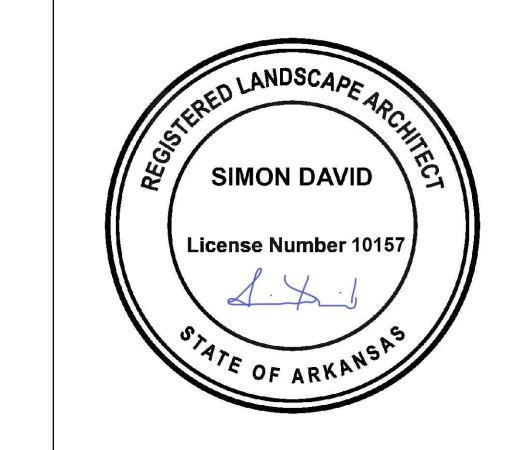 REGISTERED LANDSCAPE ARCHITECT
SIMON DAVID
License Number 10157
STATE OF ARKANSAS